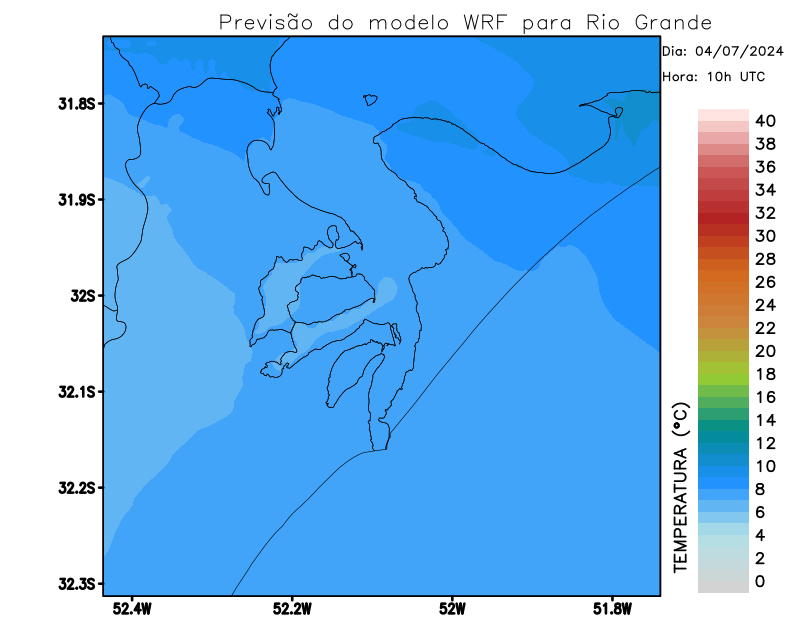 Previsão do modelo WRF para Rio Grande
Dia: 04/07/2024
Hora: 10h UTC
31.8S
31.9S
32S
32.1S
32.2S
32.3S
52.4W
52.2W
52W
51.8W
TEMPERATURA (°C)
40
38
36
34
32
30
28
26
24
22
20
18
16
14
12
10
8
6
4
2
0